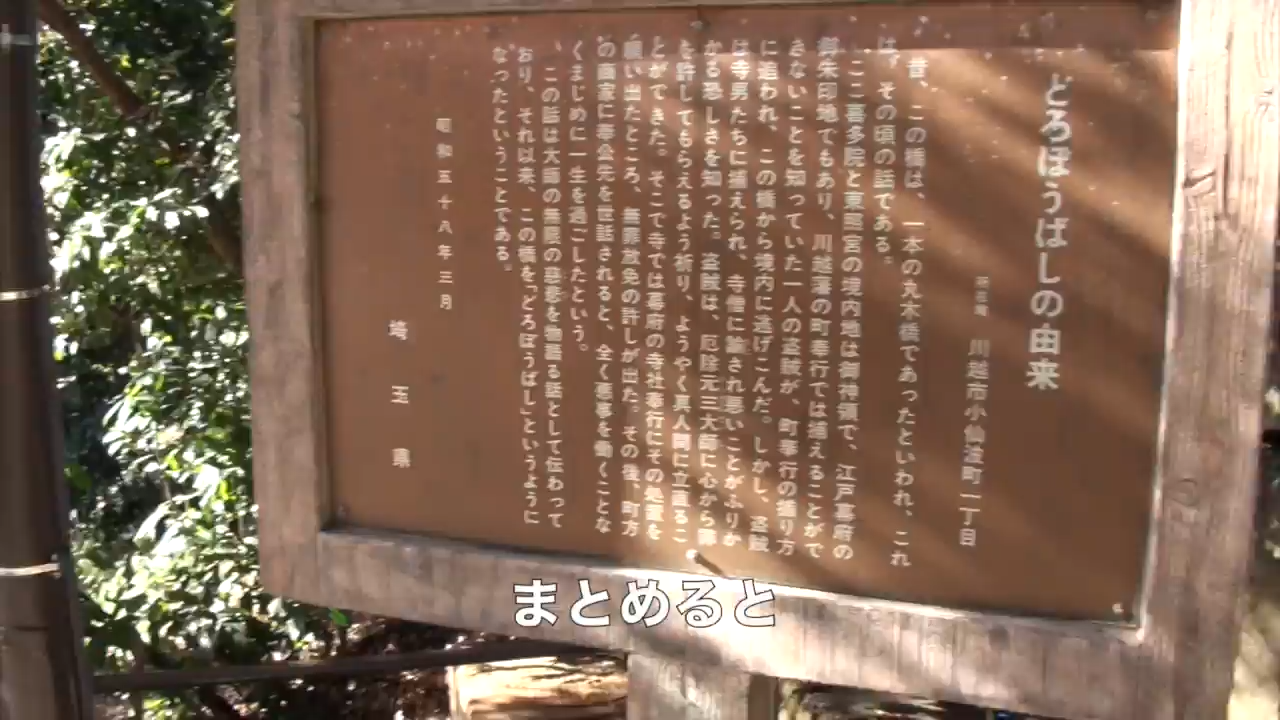 どろぼうばしの由来
所在地 川越市小仙波町一丁目
昔、この橋は、一本の丸木橋であったといわれ、これ
は、その頃の話である。
ここ喜多院と東照宮の境内地は御神領で、江戸幕府の
御朱印地でもあり、川越藩の町奉行では捕えることがで
きないことを知っていた一人の盗賊が、町奉行の捕り方
に追われ、この橋から境内に逃げこんだ。しかし、盗賊
は寺男たちに捕えられ、寺僧に諭され悪いことがふりか
かる恐しさを知った。盗賊は、厄除元三大師に心から罪
を許してもらえるよう祈り、ようやく真人間に立直るこ
とができた。そこで寺では幕府の寺社奉行にその処置を
願い出たところ、無罪放免の許しが出た。その後、町方
の商家に奉公先を世話されると、全く悪事を働くことな
くまじめに一生を過ごしたという。
この話は大師の無限の慈悲を物語る話として伝わって
おり、それ以来、この橋を「どろぼうばし」というように
なったということである。
昭和五十八年三月
埼玉県
まとめると